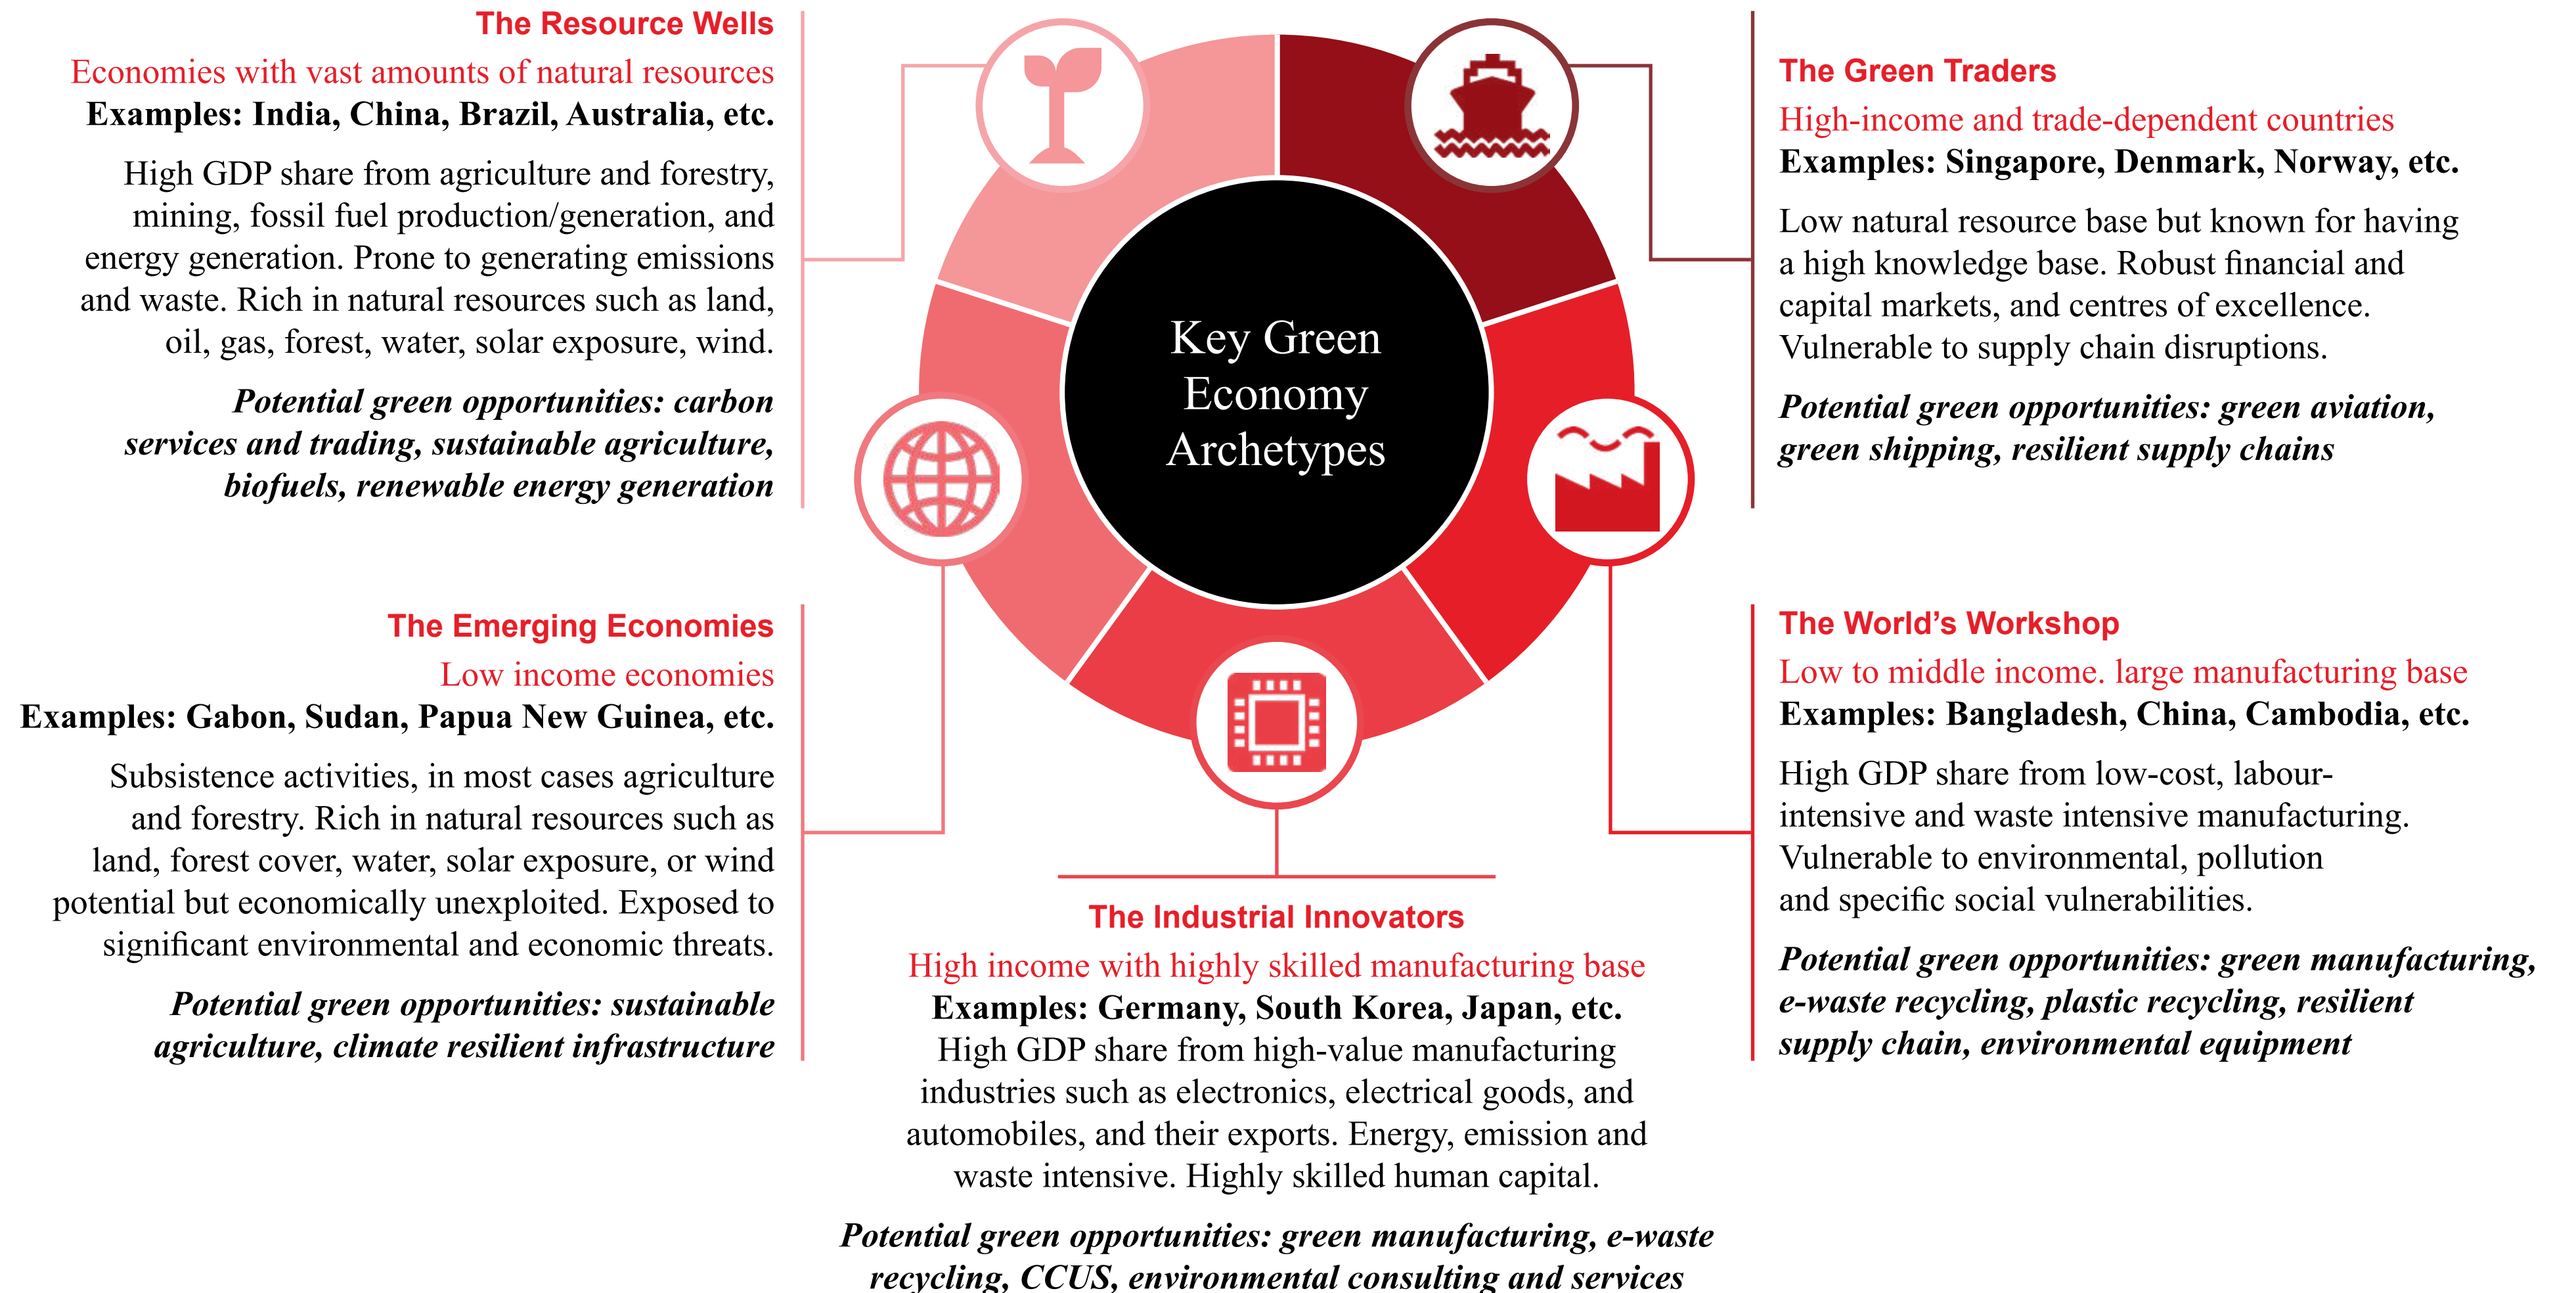 The Resource Wells
Economies with vast amounts of natural resources
Examples: India, China, Brazil, Australia, etc.
High GDP share from agriculture and forestry,
mining, fossil fuel production/generation, and
energy generation. Prone to generating emissions
and waste. Rich in natural resources such as land,
oil, gas, forest, water, solar exposure, wind.
Potential green opportunities: carbon
services and trading, sustainable agriculture,
biofuels, renewable energy generation
Key Green
Economy
Archetypes
The Green Traders
High-income and trade-dependent countries
Examples: Singapore, Denmark, Norway, etc.
Low natural resource base but known for having
a high knowledge base. Robust financial and
capital markets, and centres of excellence.
Vulnerable to supply chain disruptions.
Potential green opportunities: green aviation,
green shipping, resilient supply chains
The Emerging Economies
Low income economies
Examples: Gabon, Sudan, Papua New Guinea, etc.
Subsistence activities, in most cases agriculture
and forestry. Rich in natural resources such as
land, forest cover, water, solar exposure, or wind
potential but economically unexploited. Exposed to
significant environmental and economic threats.
Potential green opportunities: sustainable
agriculture, climate resilient infrastructure
The Industrial Innovators
High income with highly skilled manufacturing base
Examples: Germany, South Korea, Japan, etc.
High GDP share from high-value manufacturing
industries such as electronics, electrical goods, and
automobiles, and their exports. Energy, emission and
waste intensive. Highly skilled human capital.
Potential green opportunities: green manufacturing, e-waste
recycling, CCUS, environmental consulting and services
The World’s Workshop
Low to middle income. large manufacturing base
Examples: Bangladesh, China, Cambodia, etc.
High GDP share from low-cost, labour-
intensive and waste intensive manufacturing.
Vulnerable to environmental, pollution
and specific social vulnerabilities.
Potential green opportunities: green manufacturing,
e-waste recycling, plastic recycling, resilient
supply chain, environmental equipment